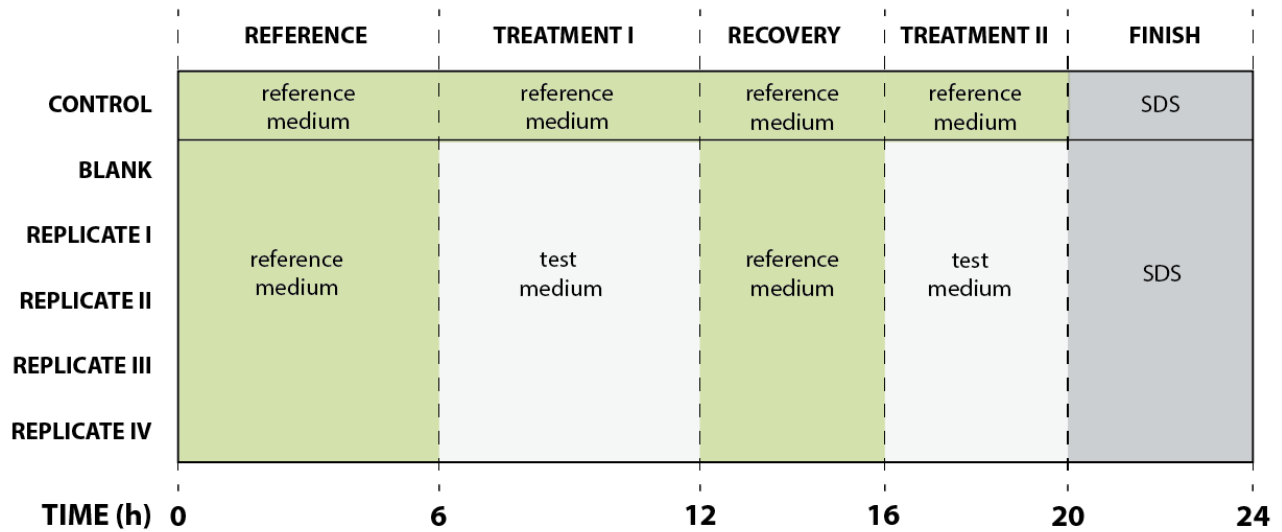 REFERENCE TREATMENT I RECOVERY TREATMENT II FINISH
CONTROL
reference
medium
reference
medium
reference
medium
reference
medium
SDS
BLANK
REPLICATE I
REPLICATE II
REPLICATE III
REPLICATE IV
reference
medium
test
medium
reference
medium
test
medium
SDS
TIME (h) 0 6 12 16 20 24